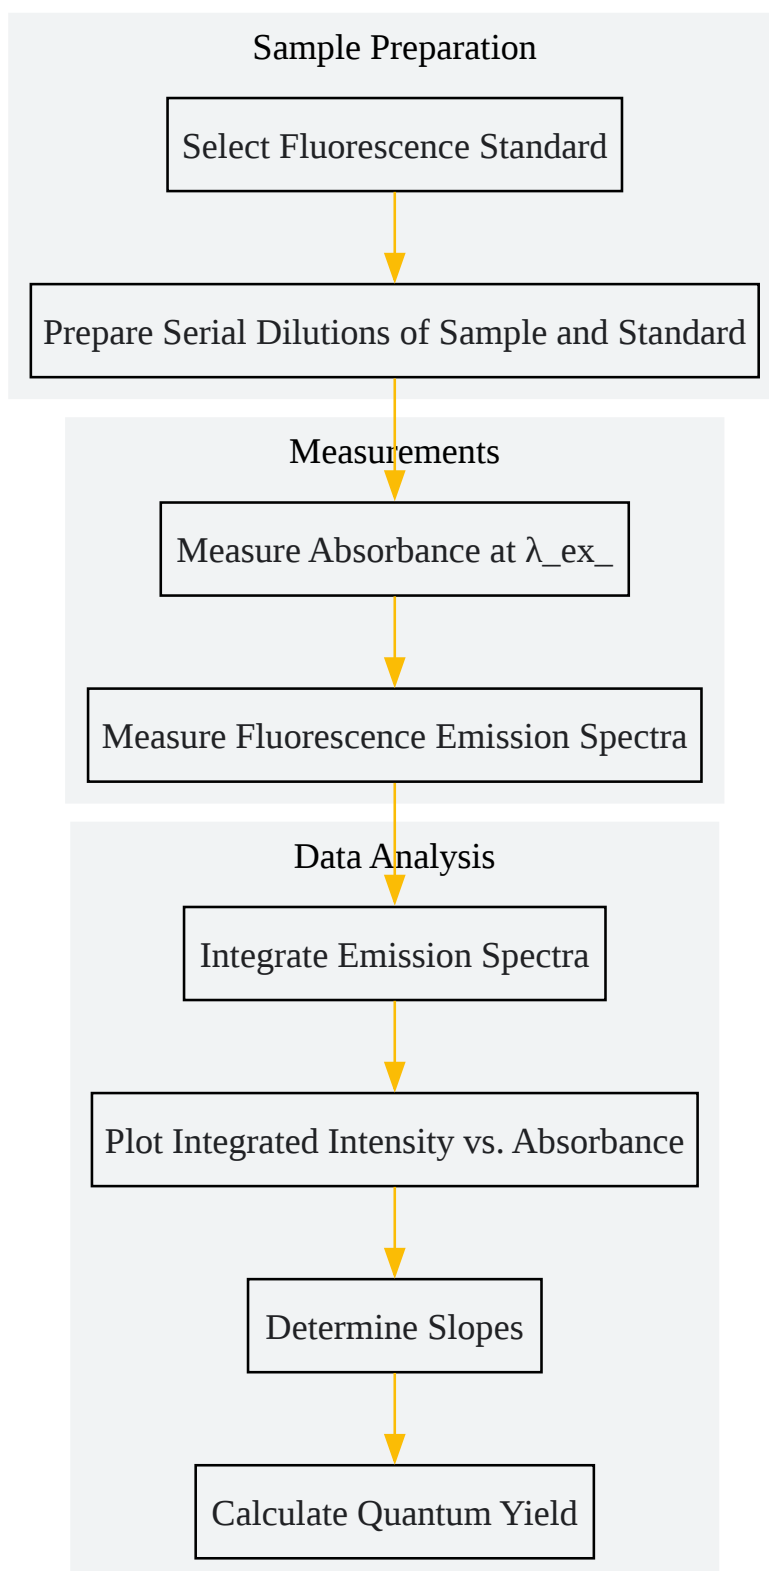 Sample Preparation
Select Fluorescence Standard
Prepare Serial Dilutions of Sample and Standard
Measurements
Measure Absorbance at λ_ex_
Measure Fluorescence Emission Spectra
Data Analysis
Integrate Emission Spectra
Plot Integrated Intensity vs. Absorbance
Determine Slopes
Calculate Quantum Yield